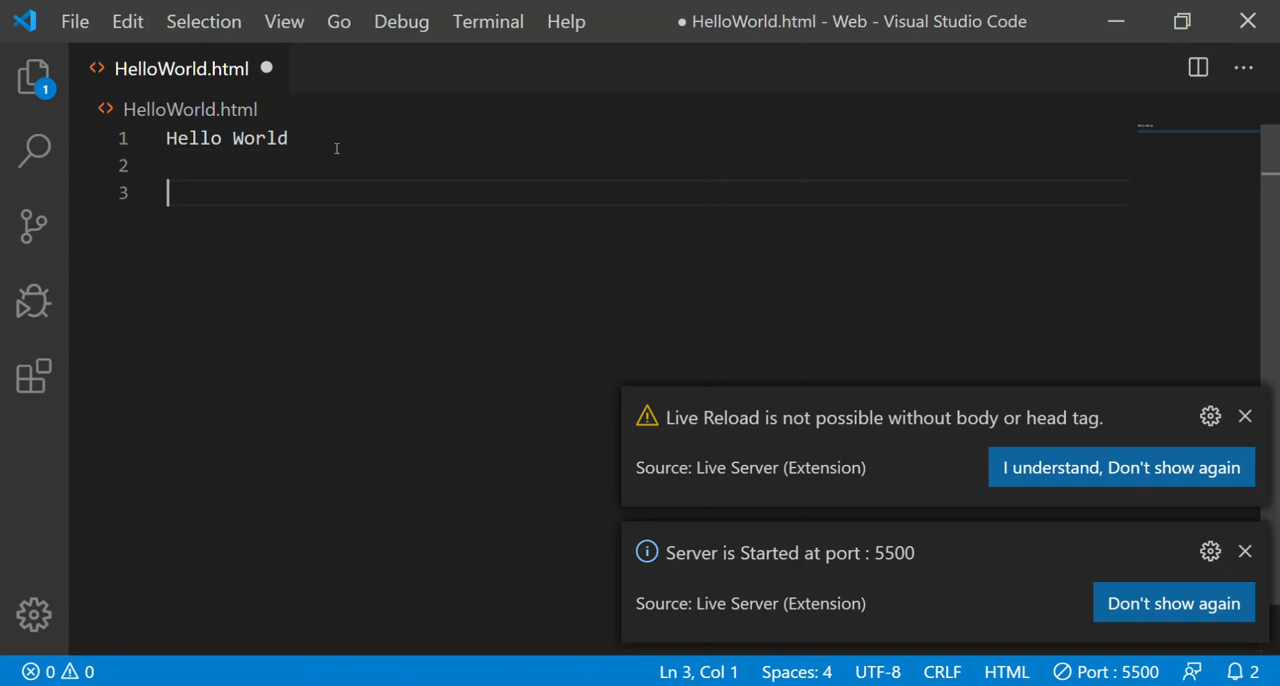 File Edit Selection View Go Debug Terminal Help ● HelloWorld.html - Web - Visual Studio Code
HelloWorld.html
1
HelloWorld.html
1 Hello World
2
3
Live Reload is not possible without body or head tag.
Source: Live Server (Extension) I understand, Don't show again
Server is Started at port : 5500
Source: Live Server (Extension) Don't show again
0 0 Ln 3, Col 1 Spaces: 4 UTF-8 CRLF HTML Port : 5500 2